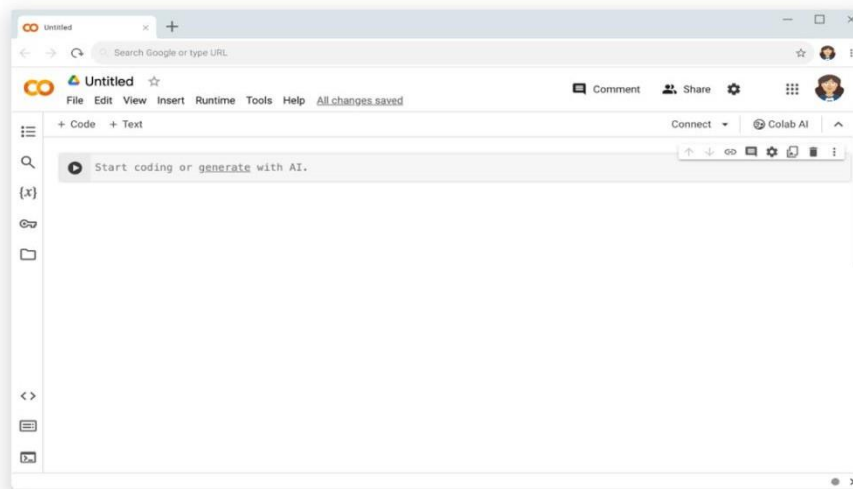 Untitled
Search Google or type URL
Untitled
Comment Share
File Edit View Insert Runtime Tools Help All changes saved
+ Code + Text Connect Colab AI
Start coding or generate with AI.
{x}